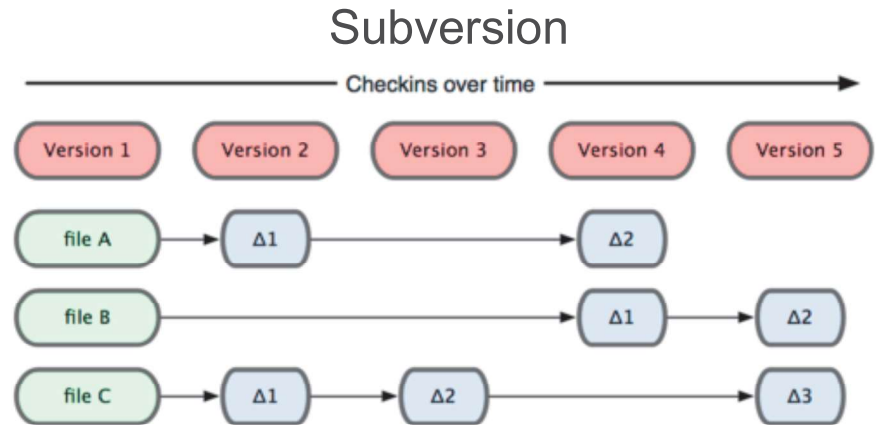 Subversion
Checkins over time
Version 1 Version 2 Version 3 Version 4 Version 5
file A Δ1 Δ2
file B Δ1 Δ2
file C Δ1 Δ2 Δ3